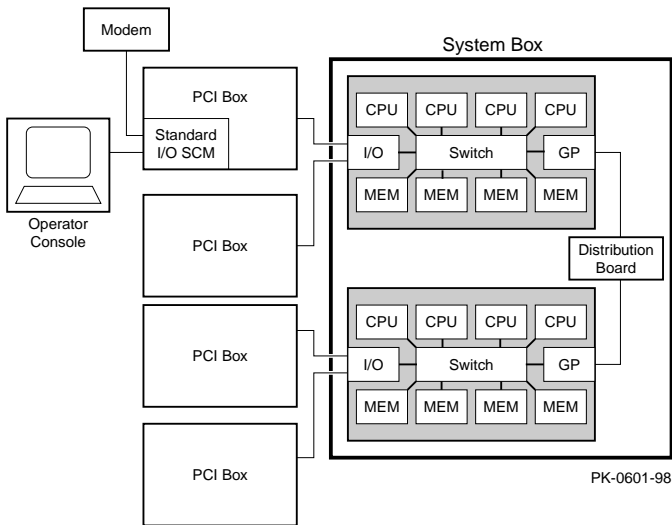 Modem
System Box
PCI Box
Standard
I/O SCM
Operator
Console
PCI Box
PCI Box
PCI Box
CPU CPU CPU CPU
I/O Switch GP
MEM MEM MEM MEM
Distribution
Board
CPU CPU CPU CPU
I/O Switch GP
MEM MEM MEM MEM
PK-0601-98